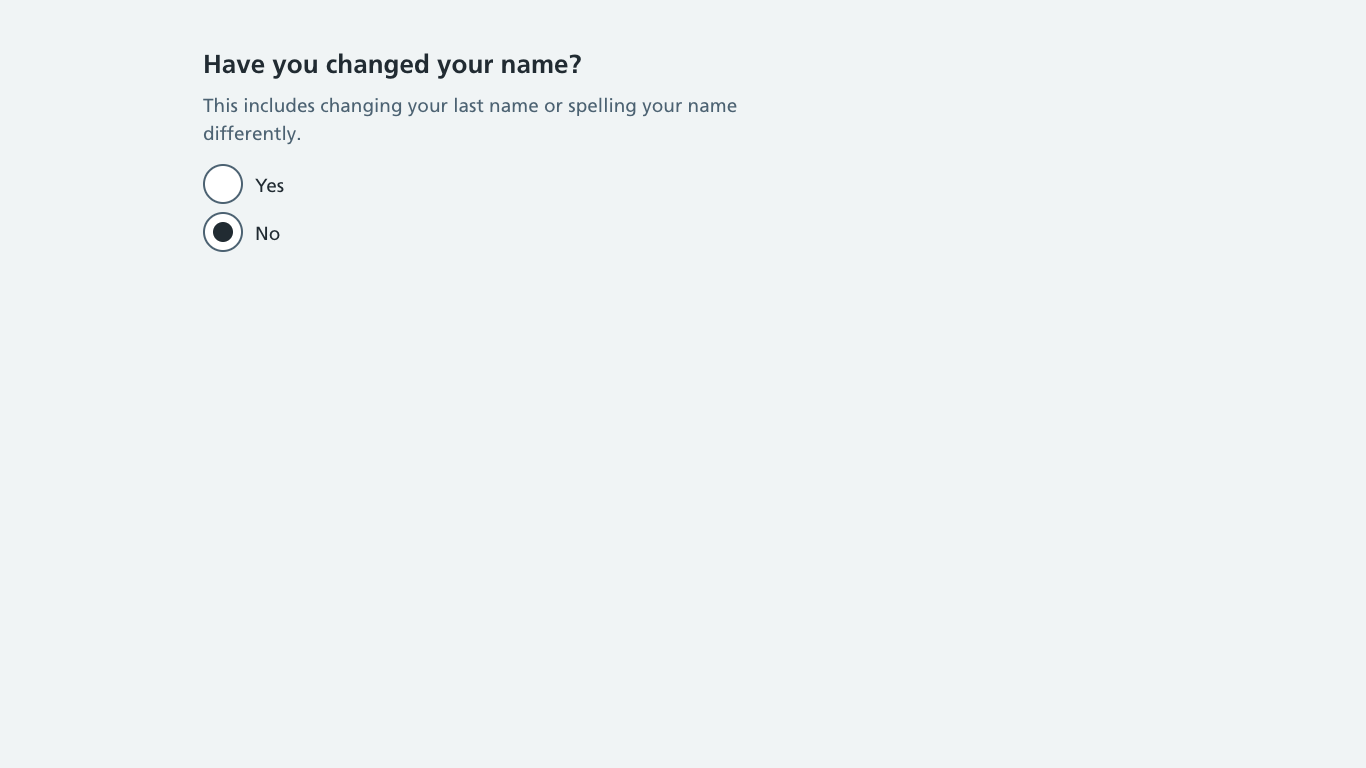 Have you changed your name?
This includes changing your last name or spelling your name
differently.
Yes
No